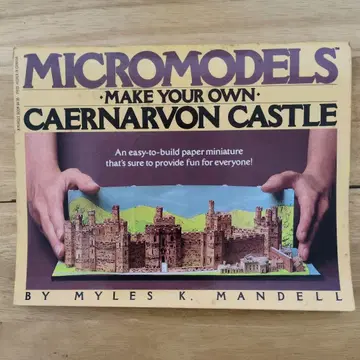 MICROMODELS
·MAKE YOUR OWN·
CAERNARVON CASTLE
An easy-to-build paper miniature
that's sure to provide fun for everyone!
BY MYLES K. MANDELL